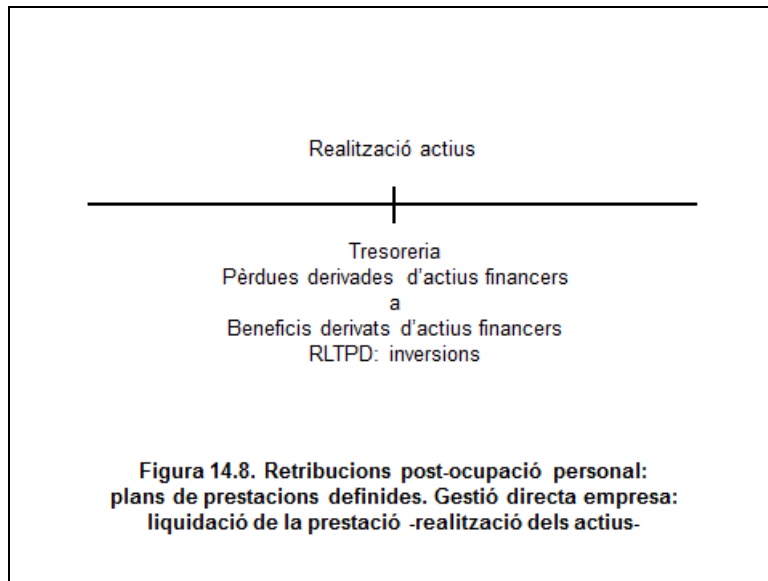 Realització actius
Tresoreria
Pèrdues derivades d'actius financers
a
Beneficis derivats d'actius financers
RLTPD: inversions
Figura 14.8. Retribucions post-ocupació personal:
plans de prestacions definides. Gestió directa empresa:
liquidació de la prestació -realització dels actius-